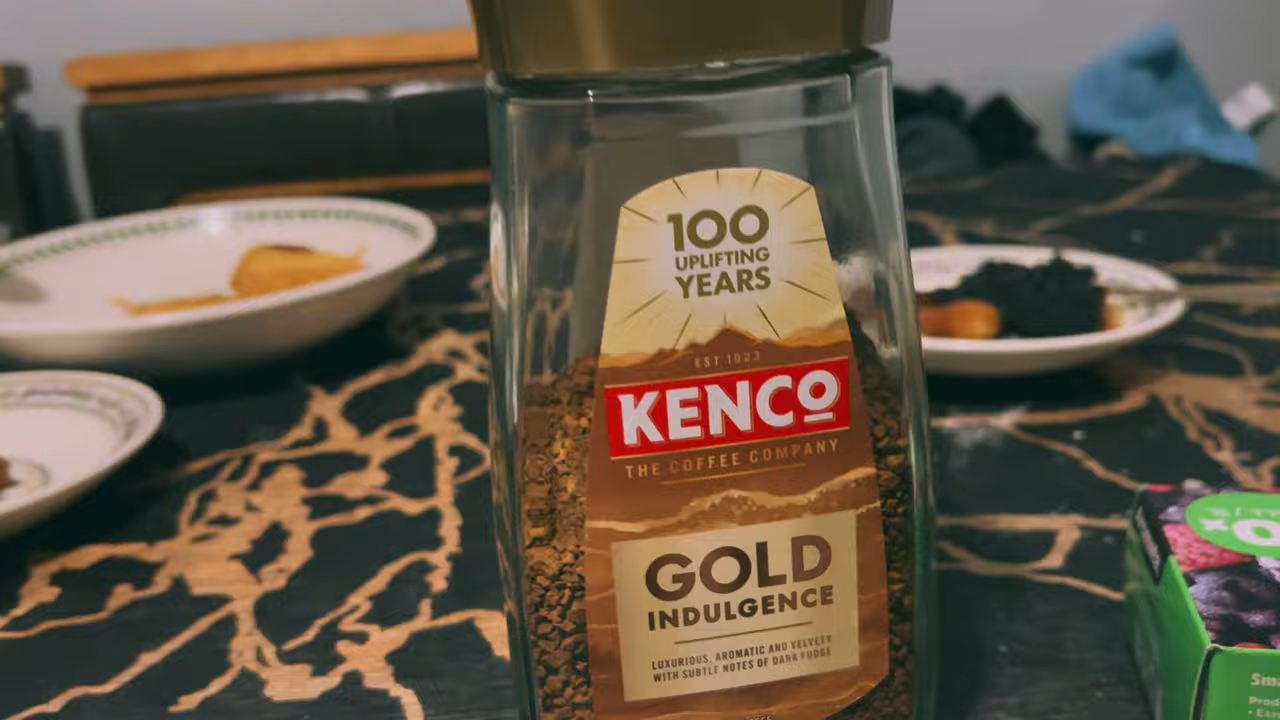 100
UPLIFTING
YEARS
EST 1923
KENCO
THE COFFEE COMPANY
GOLD
INDULGENCE
LUXURIOUS, AROMATIC AND VELVETY
WITH SUBTLE NOTES OF DARK FUDGE